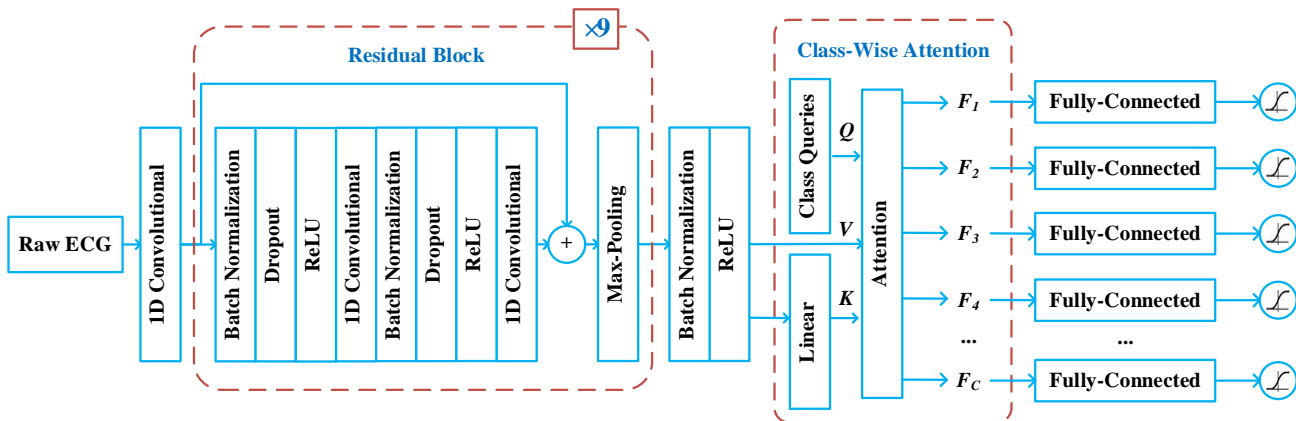 ×9
Residual Block
Class-Wise Attention
Raw ECG
1D Convolutional
Batch Normalization
Dropout
ReLU
1D Convolutional
Batch Normalization
Dropout
ReLU
1D Convolutional
+
Max-Pooling
Batch Normalization
ReLU
Class Queries
Linear
Q
V
K
Attention
F1
Fully-Connected
F2
Fully-Connected
F3
Fully-Connected
F4
Fully-Connected
...
...
FC
Fully-Connected